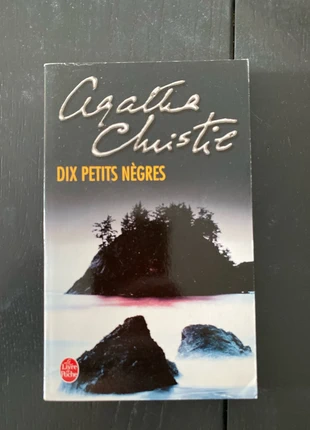 Agatha
Christie
DIX PETITS NÈGRES
Le Livre
de Poche